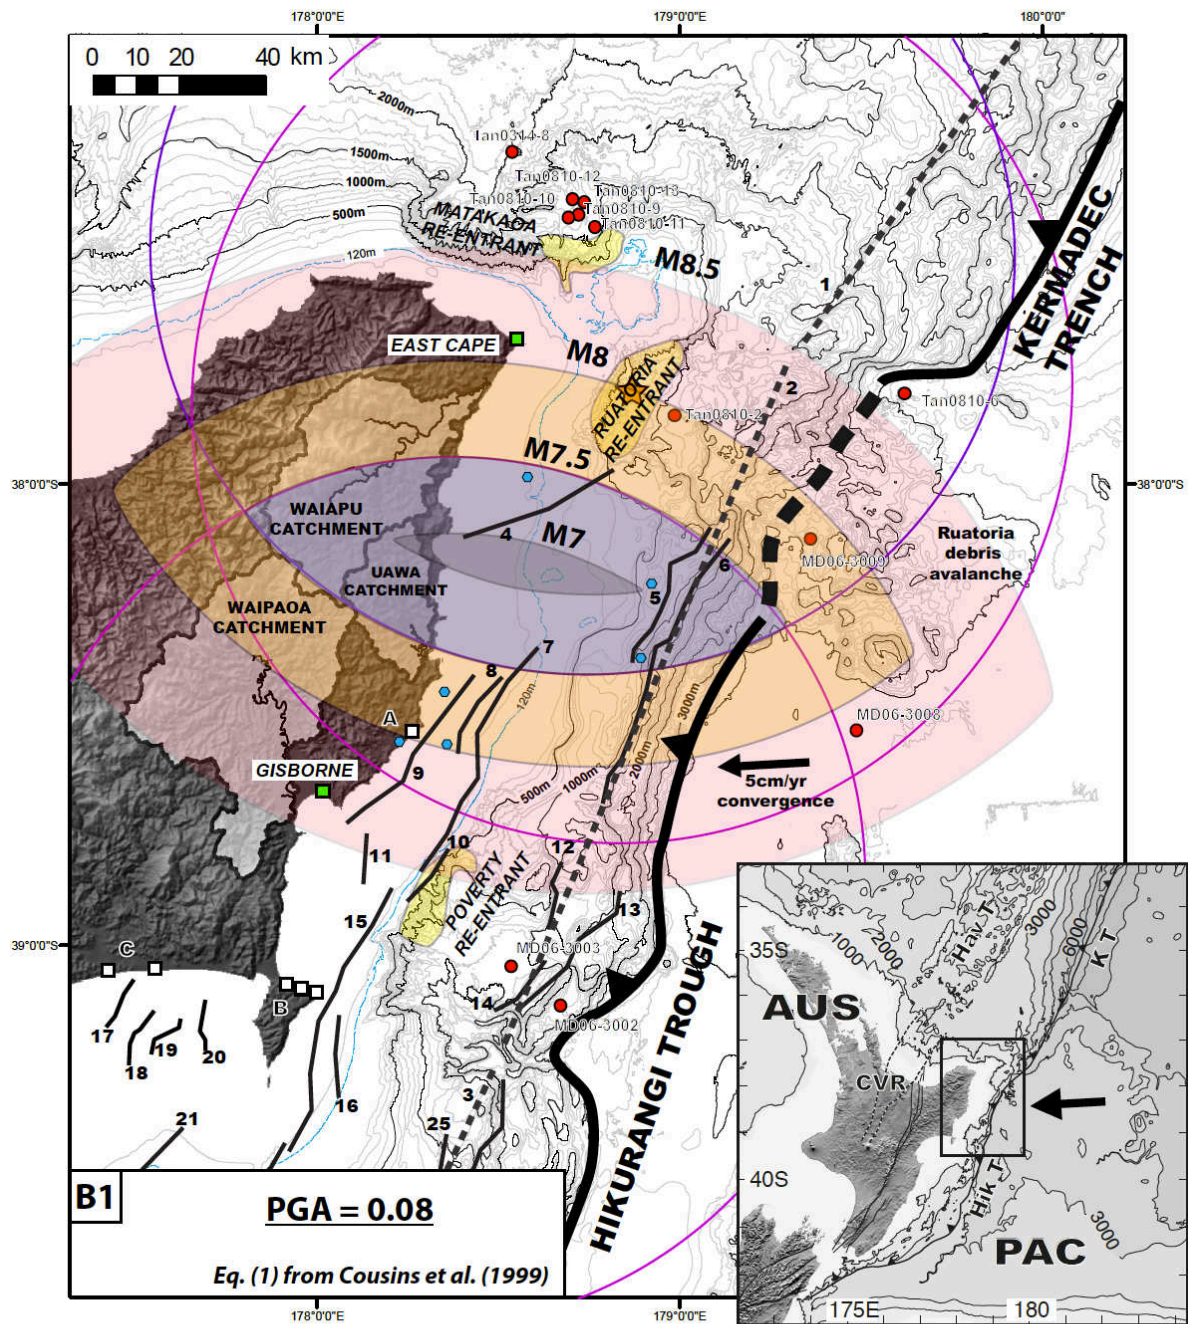 178°0'0"E
179°0'0"E
180°0'0"
0 10 20 40 km
2000m
1500m
1000m
500m
120m
Tan0314-8
Tan0810-12
Tan0810-13
Tan0810-10
Tan0810-9
Tan0810-11
MATAKAOA
RE-ENTRANT
M8.5
KERMADEC
TRENCH
1
EAST CAPE
M8
2
RUATORIA
RE-ENTRANT
Tan0810-2
Tan0810-6
M7.5
38°0'0"S
38°0'0"S
WAIAPU
CATCHMENT
4
M7
Ruatoria
debris
avalanche
MD06-3009
6
UAWA
CATCHMENT
5
WAIPAOA
CATCHMENT
7
8
120m
3000m
2000m
MD06-3008
A
GISBORNE
9
500m
1000m
5cm/yr
convergence
10
11
12
POVERTY
RE-ENTRANT
13
15
39°0'0"S
MD06-3003
C
14
MD06-3002
B
HIKURANGI TROUGH
17
18
19
20
16
3
21
25
B1
PGA = 0.08
Eq. (1) from Cousins et al. (1999)
35S
1000
2000
Hav T
3000
6000
K T
AUS
CVR
40S
Hik T
3000
PAC
175E
180
178°0'0"E
179°0'0"E